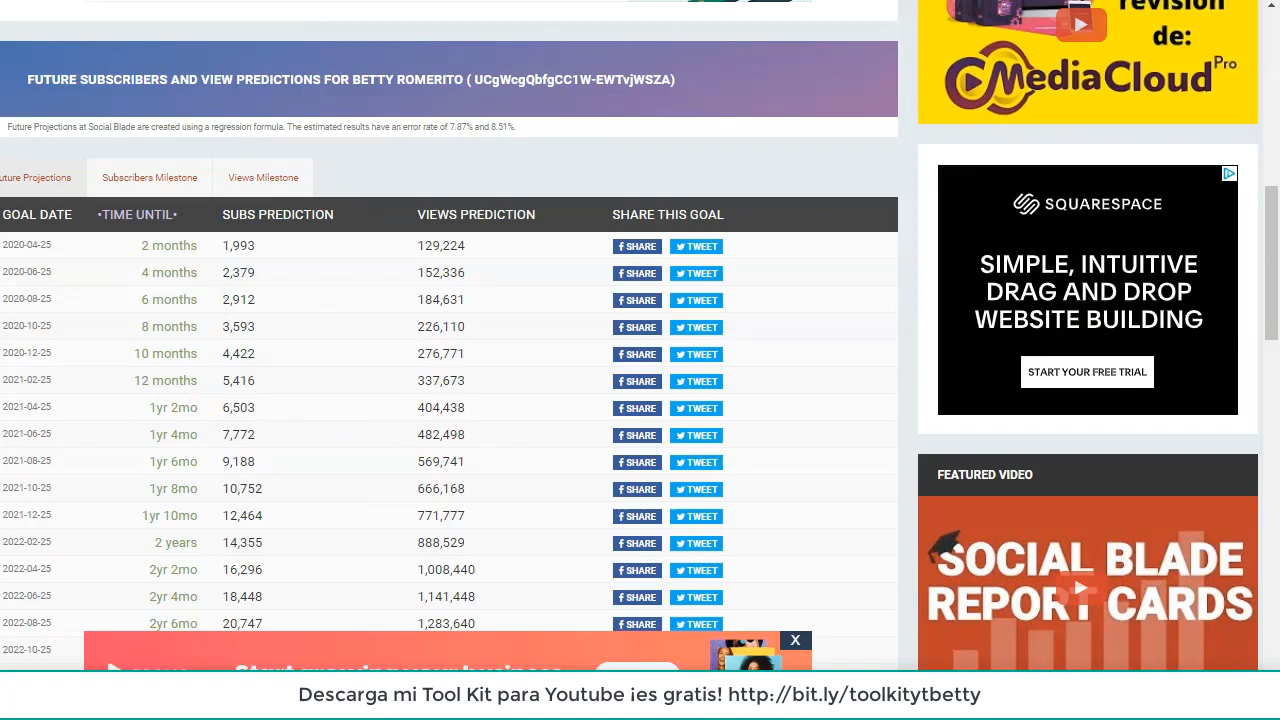 FUTURE SUBSCRIBERS AND VIEW PREDICTIONS FOR BETTY ROMERITO ( UCgWcgQbfgCC1W-EWTvjWSZA)
Future Projections at Social Blade are created using a regression formula. The estimated results have an error rate of 7.87% and 8.51%.
uture Projections Subscribers Milestone Views Milestone
GOAL DATE •TIME UNTIL• SUBS PREDICTION VIEWS PREDICTION SHARE THIS GOAL
2020-04-25 2 months 1,993 129,224 SHARE TWEET
2020-06-25 4 months 2,379 152,336 SHARE TWEET
2020-08-25 6 months 2,912 184,631 SHARE TWEET
2020-10-25 8 months 3,593 226,110 SHARE TWEET
2020-12-25 10 months 4,422 276,771 SHARE TWEET
2021-02-25 12 months 5,416 337,673 SHARE TWEET
2021-04-25 1yr 2mo 6,503 404,438 SHARE TWEET
2021-06-25 1yr 4mo 7,772 482,498 SHARE TWEET
2021-08-25 1yr 6mo 9,188 569,741 SHARE TWEET
2021-10-25 1yr 8mo 10,752 666,168 SHARE TWEET
2021-12-25 1yr 10mo 12,464 771,777 SHARE TWEET
2022-02-25 2 years 14,355 888,529 SHARE TWEET
2022-04-25 2yr 2mo 16,296 1,008,440 SHARE TWEET
2022-06-25 2yr 4mo 18,448 1,141,448 SHARE TWEET
2022-08-25 2yr 6mo 20,747 1,283,640 SHARE TWEET
2022-10-25
X
Start growing your business
revisión
de:
MediaCloud Pro
SQUARESPACE
SIMPLE, INTUITIVE
DRAG AND DROP
WEBSITE BUILDING
START YOUR FREE TRIAL
FEATURED VIDEO
SOCIAL BLADE
REPORT CARDS
Descarga mi Tool Kit para Youtube ¡es gratis! http://bit.ly/toolkitytbetty